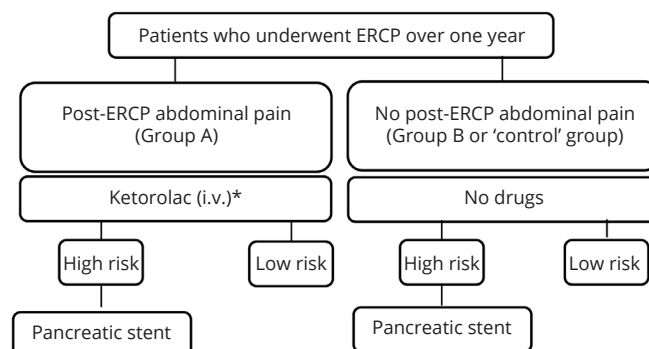 Patients who underwent ERCP over one year
Post-ERCP abdominal pain
(Group A)
No post-ERCP abdominal pain
(Group B or ‘control’ group)
Ketorolac (i.v.)*
No drugs
High risk
Low risk
High risk
Low risk
Pancreatic stent
Pancreatic stent